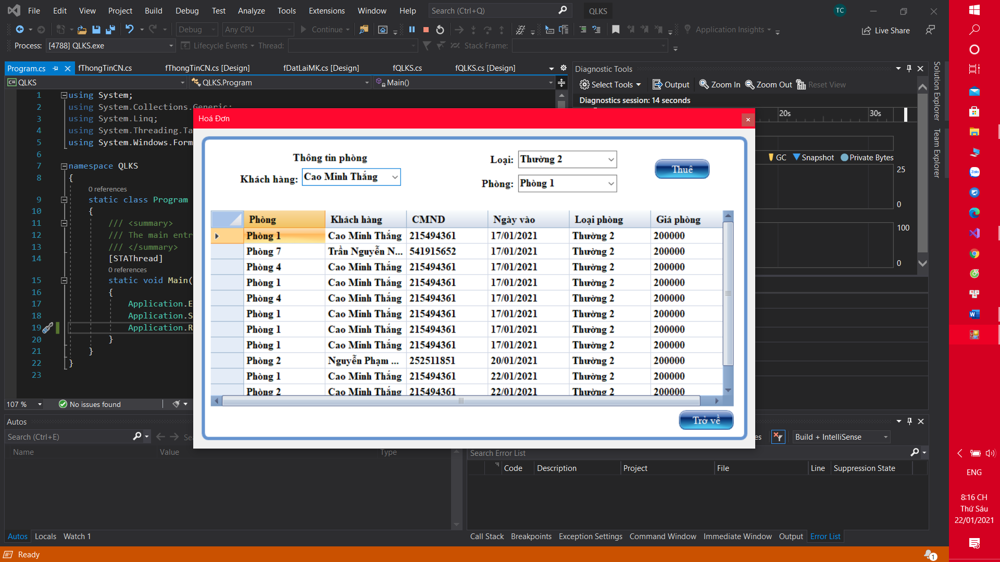 File Edit View Project Build Debug Test Analyze Tools Extensions Window Help Search (Ctrl+Q) QLKS TC
Debug Any CPU Continue Application Insights Live Share
Process: [4788] QLKS.exe Lifecycle Events Thread: Stack Frame:
Program.cs fThongTinCN.cs fThongTinCN.cs [Design] fDatLaiMK.cs [Design] fQLKS.cs fQLKS.cs [Design]
C# QLKS QLKS.Program Main()
1 using System;
2 using System.Collections.Generic;
3 using System.Linq;
4 using System.Threading.Ta
5 using System.Windows.Form
6
7 namespace QLKS
8 {
0 references
9 static class Program
10 {
11 /// <summary>
12 /// The main entr
13 /// </summary>
14 [STAThread]
0 references
15 static void Main(
16 {
17 Application.E
18 Application.S
19 Application.R
20 }
21 }
22 }
23
107 % No issues found
Diagnostic Tools
Select Tools Output Zoom In Zoom Out Reset View
Diagnostics session: 14 seconds
20s 30s
GC Snapshot Private Bytes
25
0
100
0
Solution Explorer
Team Explorer
Hoá Đơn
Thông tin phòng
Khách hàng: Cao Minh Thắng
Loại: Thường 2
Phòng: Phòng 1
Thuê
Phòng Khách hàng CMND Ngày vào Loại phòng Giá phòng
Phòng 1 Cao Minh Thắng 215494361 17/01/2021 Thường 2 200000
Phòng 7 Trần Nguyễn N... 541915652 17/01/2021 Thường 2 200000
Phòng 4 Cao Minh Thắng 215494361 17/01/2021 Thường 2 200000
Phòng 1 Cao Minh Thắng 215494361 17/01/2021 Thường 2 200000
Phòng 4 Cao Minh Thắng 215494361 17/01/2021 Thường 2 200000
Phòng 1 Cao Minh Thắng 215494361 17/01/2021 Thường 2 200000
Phòng 1 Cao Minh Thắng 215494361 17/01/2021 Thường 2 200000
Phòng 1 Cao Minh Thắng 215494361 17/01/2021 Thường 2 200000
Phòng 2 Nguyễn Phạm ... 252511851 20/01/2021 Thường 2 200000
Phòng 1 Cao Minh Thắng 215494361 22/01/2021 Thường 2 200000
Phòng 2 Cao Minh Thắng 215494361 22/01/2021 Thường 2 200000
Trở về
Autos
Search (Ctrl+E)
Name Value Type
Autos Locals Watch 1
Build + IntelliSense
Search Error List
Code Description Project File Line Suppression State
Call Stack Breakpoints Exception Settings Command Window Immediate Window Output Error List
Ready
1
Zalo
ENG
8:16 CH
Thứ Sáu
22/01/2021